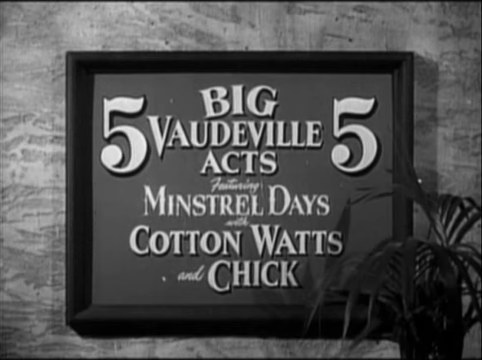 5 BIG 5
VAUDEVILLE
ACTS
Featuring
MINSTREL DAYS
with
COTTON WATTS
and CHICK